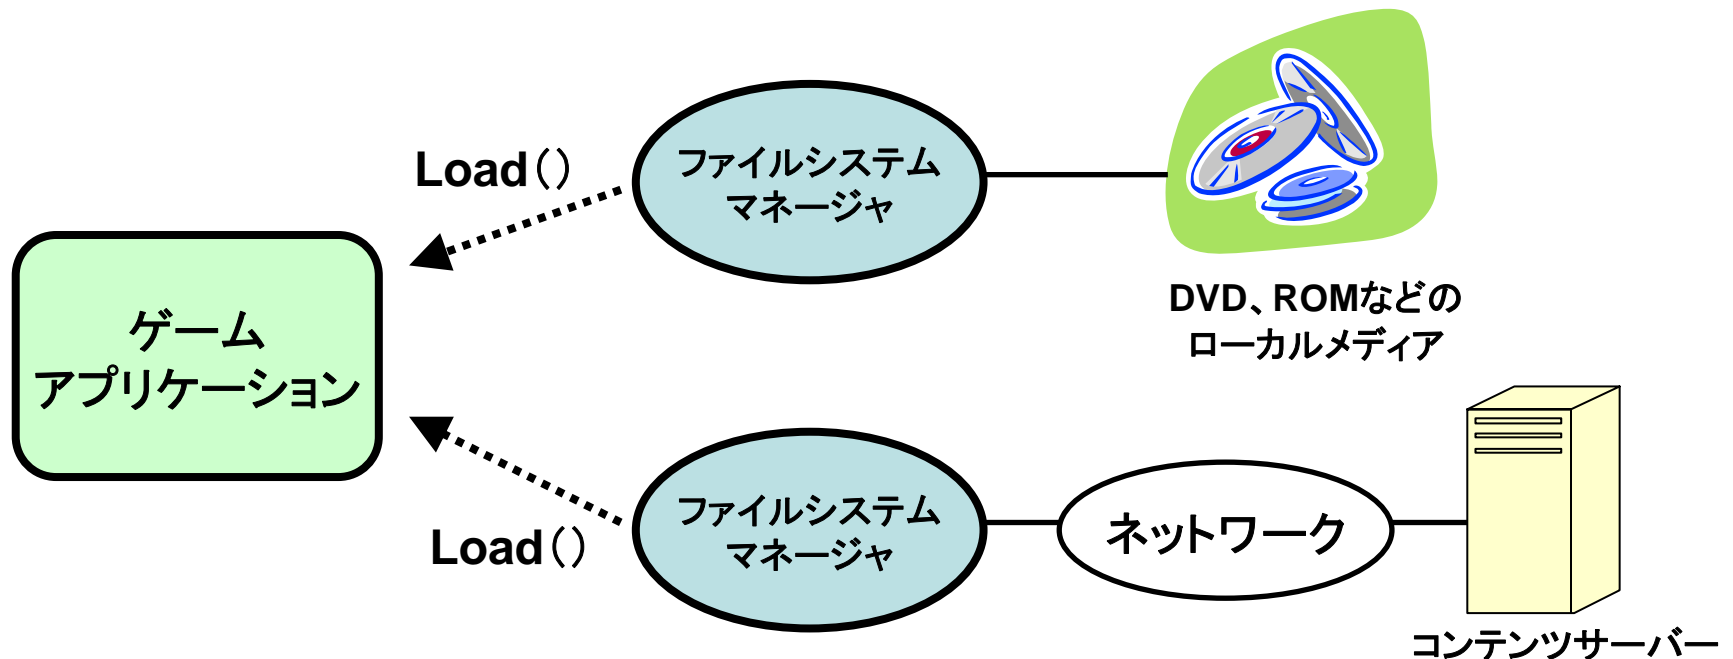 Load()
ファイルシステム
マネージャ
DVD、ROMなどの
ローカルメディア
ゲーム
アプリケーション
Load()
ファイルシステム
マネージャ
ネットワーク
コンテンツサーバー